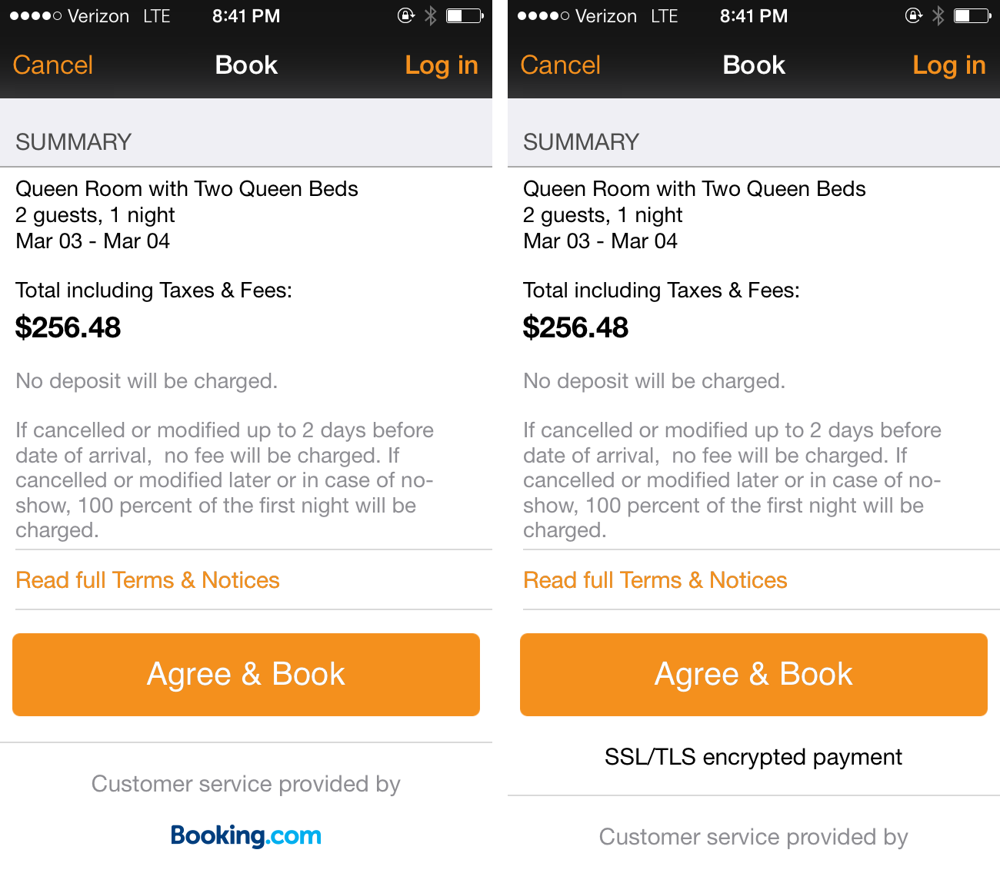 Verizon LTE 8:41 PM
Cancel Book Log in
SUMMARY
Queen Room with Two Queen Beds
2 guests, 1 night
Mar 03 - Mar 04
Total including Taxes & Fees:
$256.48
No deposit will be charged.
If cancelled or modified up to 2 days before
date of arrival,  no fee will be charged. If
cancelled or modified later or in case of no-
show, 100 percent of the first night will be
charged.
Read full Terms & Notices
Agree & Book
Customer service provided by
Booking.com
Verizon LTE 8:41 PM
Cancel Book Log in
SUMMARY
Queen Room with Two Queen Beds
2 guests, 1 night
Mar 03 - Mar 04
Total including Taxes & Fees:
$256.48
No deposit will be charged.
If cancelled or modified up to 2 days before
date of arrival,  no fee will be charged. If
cancelled or modified later or in case of no-
show, 100 percent of the first night will be
charged.
Read full Terms & Notices
Agree & Book
SSL/TLS encrypted payment
Customer service provided by